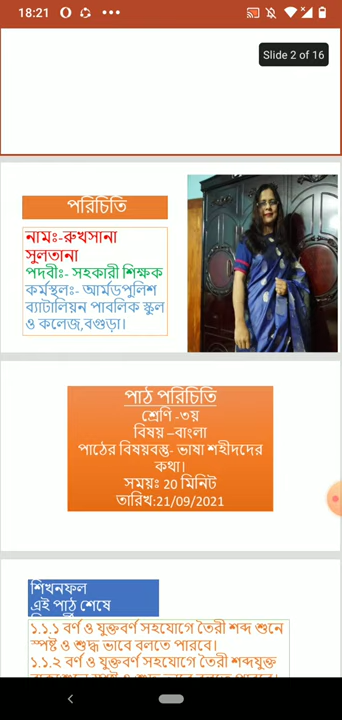 18:21
Slide 2 of 16
পরিচিতি
নামঃ-রুখসানা
সুলতানা
পদবীঃ- সহকারী শিক্ষক
কর্মস্থলঃ- আর্মডপুলিশ
ব্যাটালিয়ন পাবলিক স্কুল
ও কলেজ,বগুড়া।
পাঠ পরিচিতি
শ্রেণি -৩য়
বিষয় –বাংলা
পাঠের বিষয়বস্তু- ভাষা শহীদদের
কথা।
সময়ঃ 20 মিনিট
তারিখ:21/09/2021
শিখনফল
এই পাঠ শেষে
১.১.১ বর্ণ ও যুক্তবর্ণ সহযোগে তৈরী শব্দ শুনে
স্পষ্ট ও শুদ্ধ ভাবে বলতে পারবে।
১.১.২ বর্ণ ও যুক্তবর্ণ সহযোগে তৈরী শব্দযুক্ত